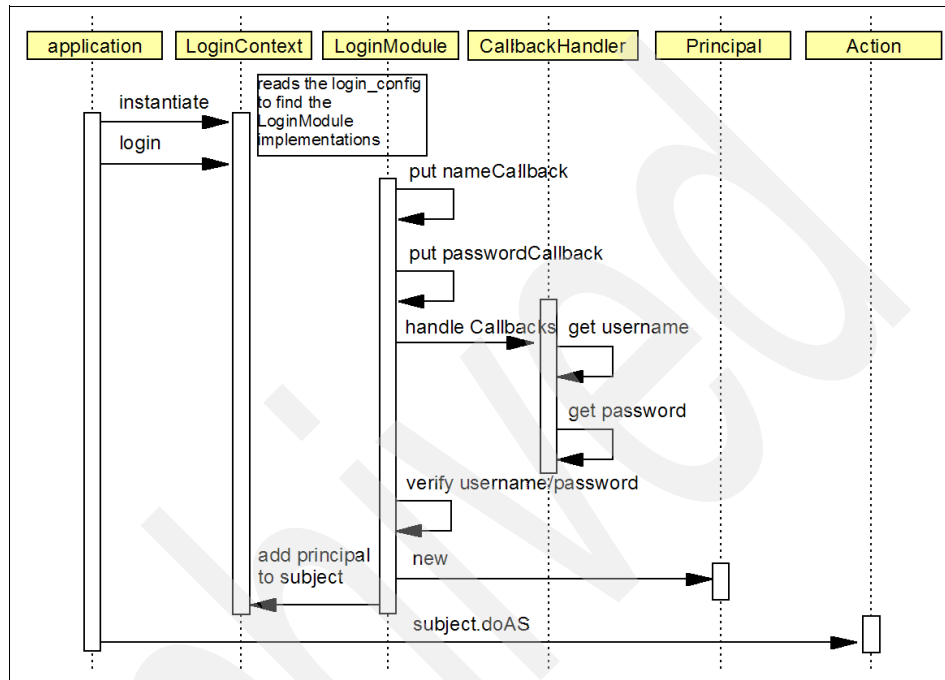 application
LoginContext
LoginModule
CallbackHandler
Principal
Action
reads the login_config
to find the
LoginModule
implementations
instantiate
login
put nameCallback
put passwordCallback
handle Callbacks
get username
get password
verify username/password
add principal
to subject
new
subject.doAS